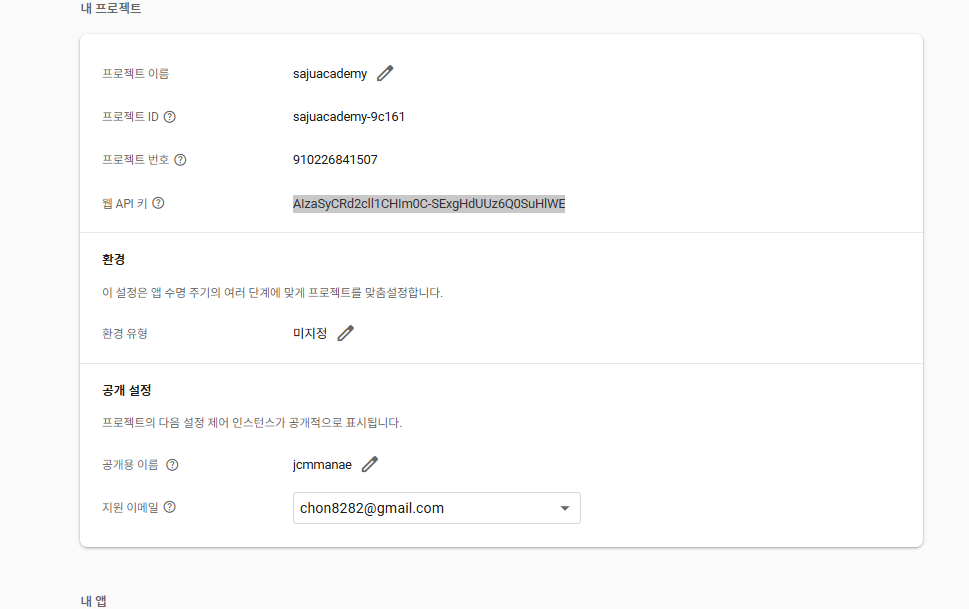 내 프로젝트
프로젝트 이름 sajuacademy
프로젝트 ID sajuacademy-9c161
프로젝트 번호 910226841507
웹 API 키 AIzaSyCRd2cll1CHIm0C-SExgHdUUz6Q0SuHlWE
환경
이 설정은 앱 수명 주기의 여러 단계에 맞게 프로젝트를 맞춤설정합니다.
환경 유형 미지정
공개 설정
프로젝트의 다음 설정 제어 인스턴스가 공개적으로 표시됩니다.
공개용 이름 jcmmanae
지원 이메일 chon8282@gmail.com
내 앱